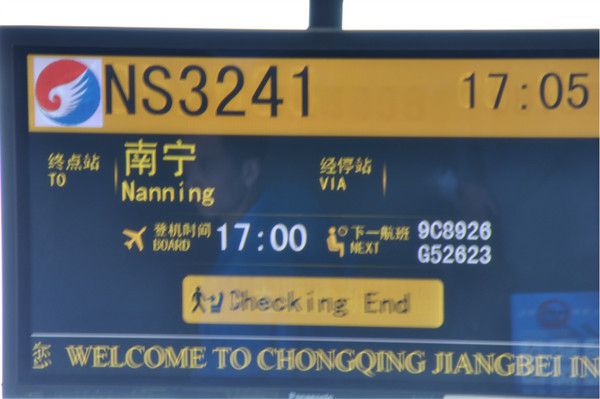 NS3241 17:05
终点站 南宁 经停站
TO Nanning VIA
登机时间 17:00 下一航班 9C8926
BOARD NEXT G52623
Checking End
WELCOME TO CHONGQING JIANGBEI IN
Panasonic